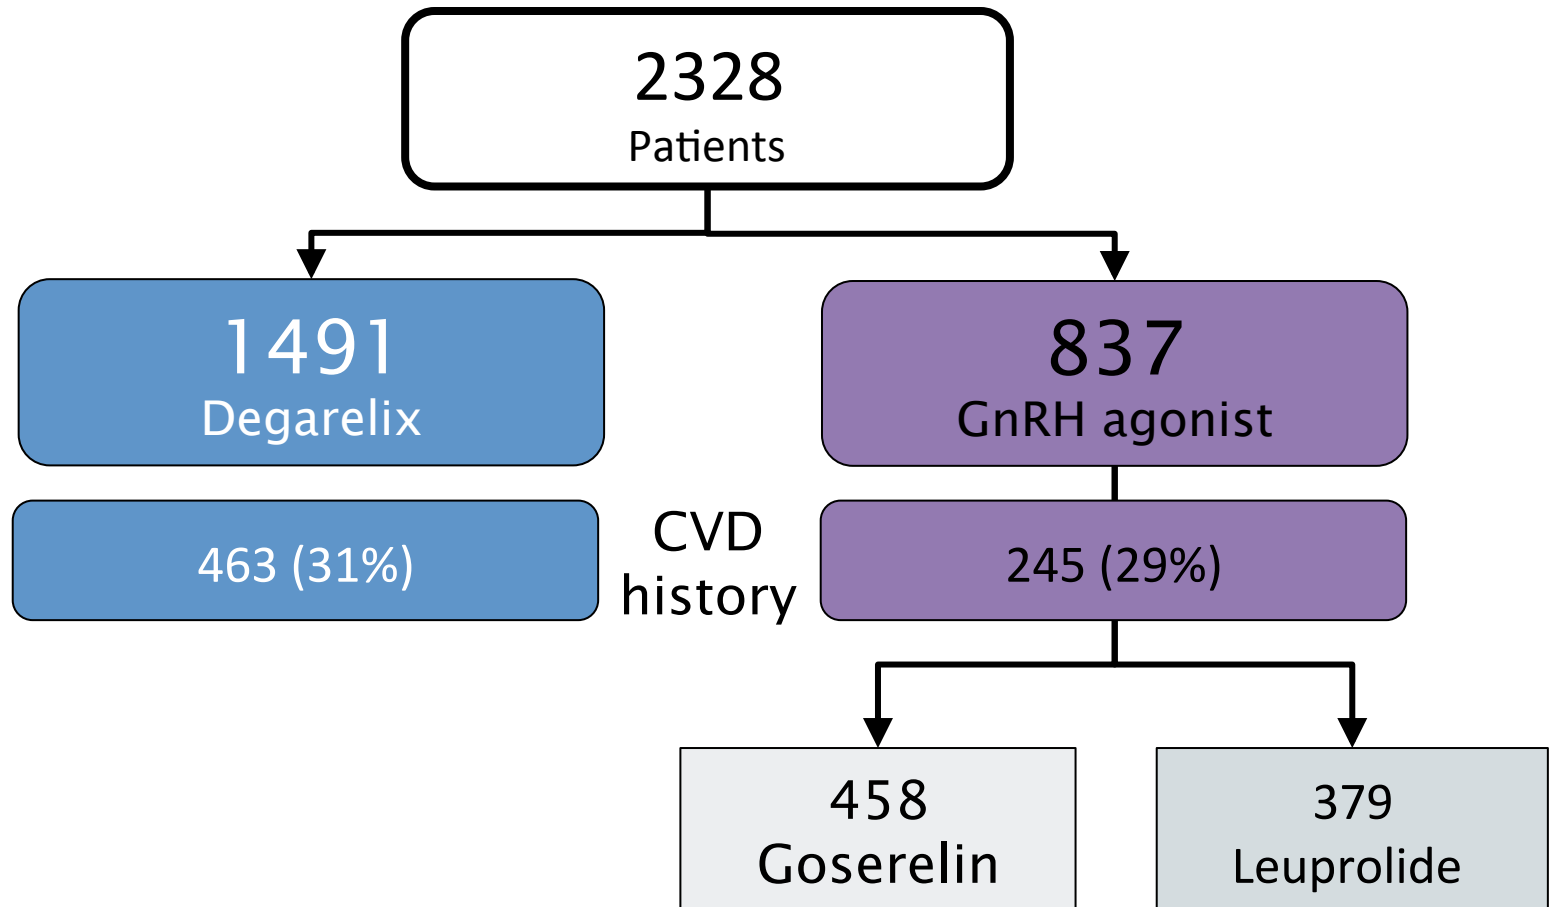 2328
Patients
1491
Degarelix
837
GnRH agonist
463 (31%)
CVD
history
245 (29%)
458
Goserelin
379
Leuprolide